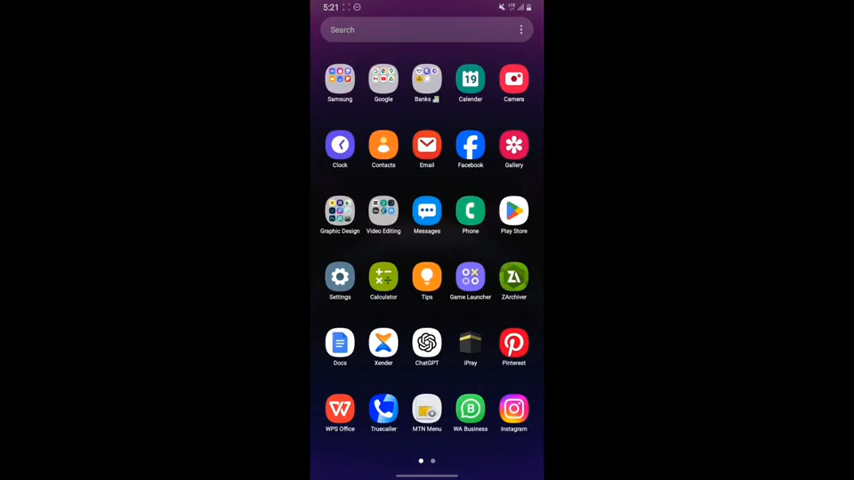 5:21
Search
Samsung Google Banks 19 Calendar Camera
Clock Contacts Email Facebook Gallery
Graphic Design Video Editing Messages Phone Play Store
Settings Calculator Tips Game Launcher ZArchiver
Docs Xender ChatGPT iPray Pinterest
WPS Office Truecaller MTN Menu WA Business Instagram